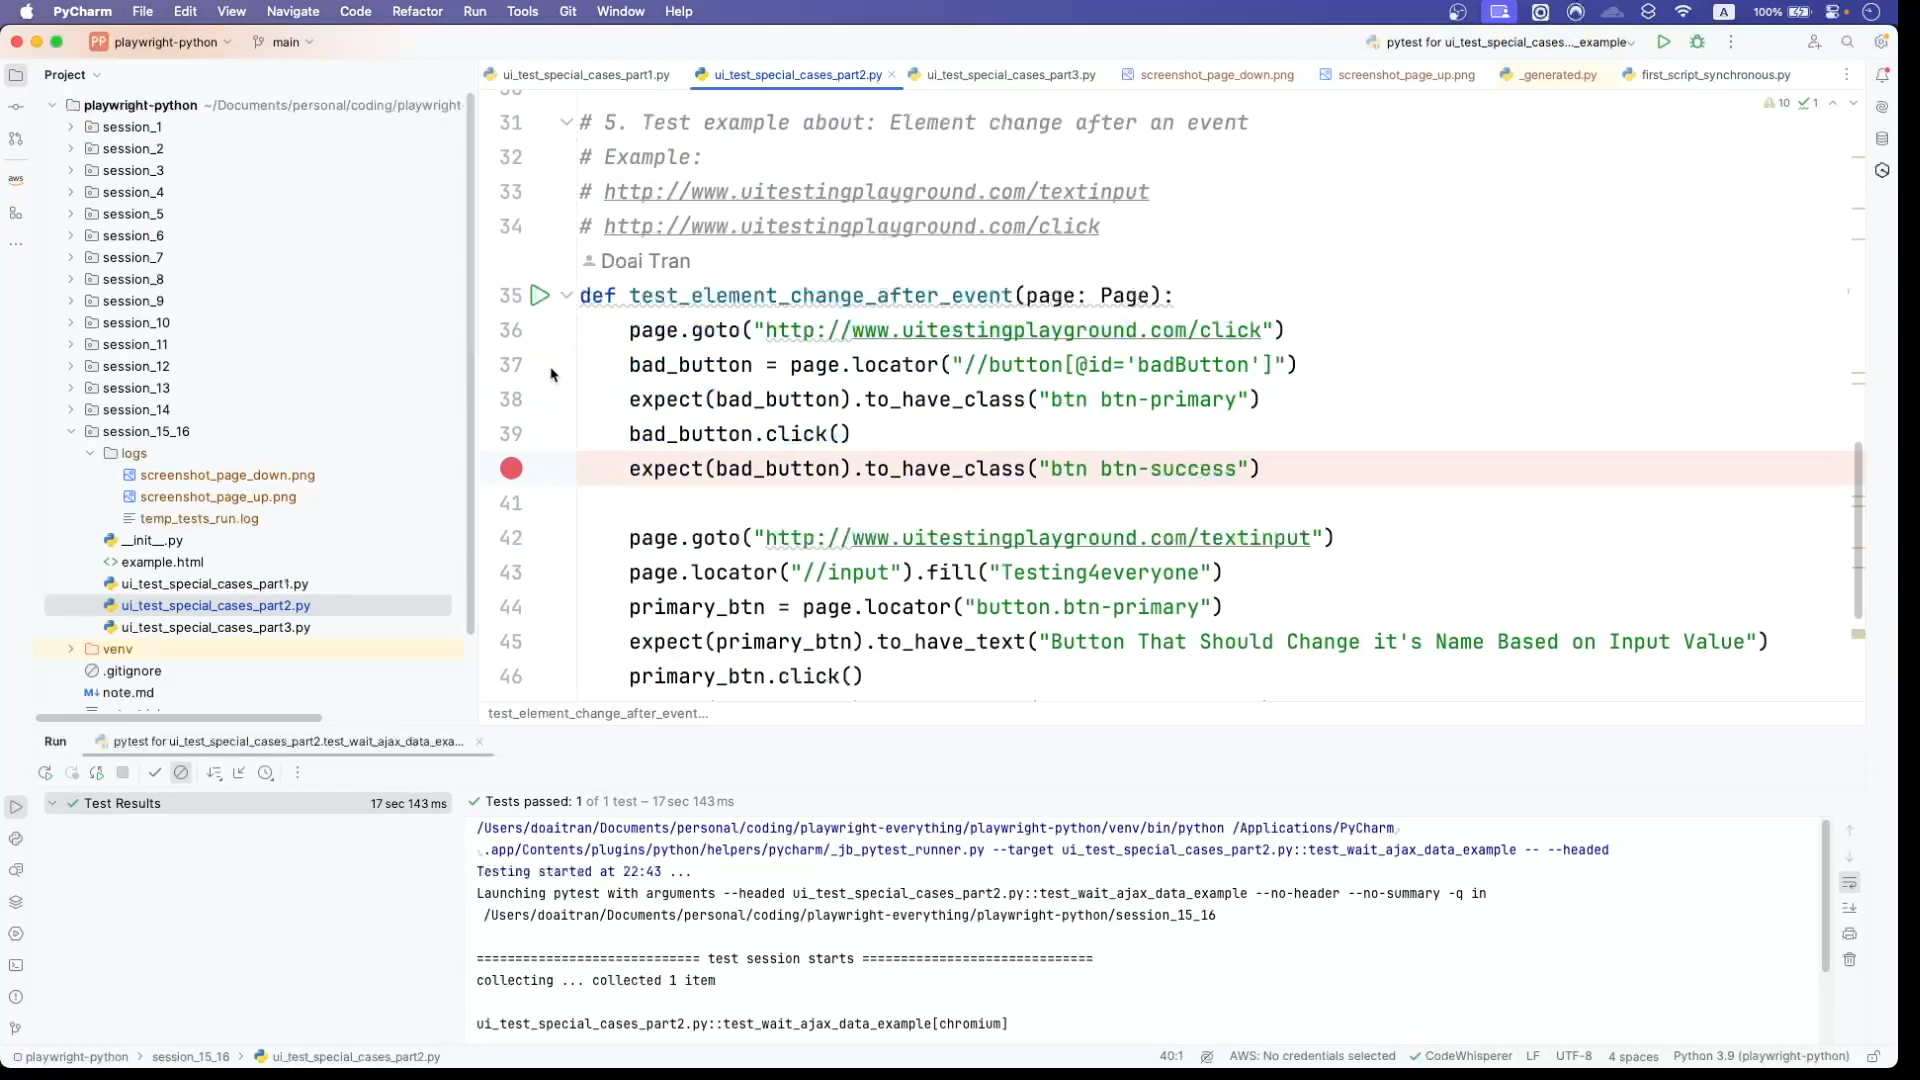 PyCharm File Edit View Navigate Code Refactor Run Tools Git Window Help A 100%
PP playwright-python main pytest for ui_test_special_cases..._example
Project
ui_test_special_cases_part1.py ui_test_special_cases_part2.py ui_test_special_cases_part3.py screenshot_page_down.png screenshot_page_up.png _generated.py first_script_synchronous.py
playwright-python ~/Documents/personal/coding/playwright
session_1
session_2
session_3
session_4
session_5
session_6
session_7
session_8
session_9
session_10
session_11
session_12
session_13
session_14
session_15_16
logs
screenshot_page_down.png
screenshot_page_up.png
temp_tests_run.log
__init__.py
example.html
ui_test_special_cases_part1.py
ui_test_special_cases_part2.py
ui_test_special_cases_part3.py
venv
.gitignore
note.md
aws
10 1
31 # 5. Test example about: Element change after an event
32 # Example:
33 # http://www.uitestingplayground.com/textinput
34 # http://www.uitestingplayground.com/click
Doai Tran
35 def test_element_change_after_event(page: Page):
36 page.goto("http://www.uitestingplayground.com/click")
37 bad_button = page.locator("//button[@id='badButton']")
38 expect(bad_button).to_have_class("btn btn-primary")
39 bad_button.click()
expect(bad_button).to_have_class("btn btn-success")
41
42 page.goto("http://www.uitestingplayground.com/textinput")
43 page.locator("//input").fill("Testing4everyone")
44 primary_btn = page.locator("button.btn-primary")
45 expect(primary_btn).to_have_text("Button That Should Change it's Name Based on Input Value")
46 primary_btn.click()
test_element_change_after_event...
Run pytest for ui_test_special_cases_part2.test_wait_ajax_data_exa...
Test Results 17 sec 143 ms
Tests passed: 1 of 1 test – 17 sec 143 ms
/Users/doaitran/Documents/personal/coding/playwright-everything/playwright-python/venv/bin/python /Applications/PyCharm
.app/Contents/plugins/python/helpers/pycharm/_jb_pytest_runner.py --target ui_test_special_cases_part2.py::test_wait_ajax_data_example -- --headed
Testing started at 22:43 ...
Launching pytest with arguments --headed ui_test_special_cases_part2.py::test_wait_ajax_data_example --no-header --no-summary -q in
/Users/doaitran/Documents/personal/coding/playwright-everything/playwright-python/session_15_16
============================= test session starts ==============================
collecting ... collected 1 item
ui_test_special_cases_part2.py::test_wait_ajax_data_example[chromium]
playwright-python session_15_16 ui_test_special_cases_part2.py 40:1 AWS: No credentials selected CodeWhisperer LF UTF-8 4 spaces Python 3.9 (playwright-python)